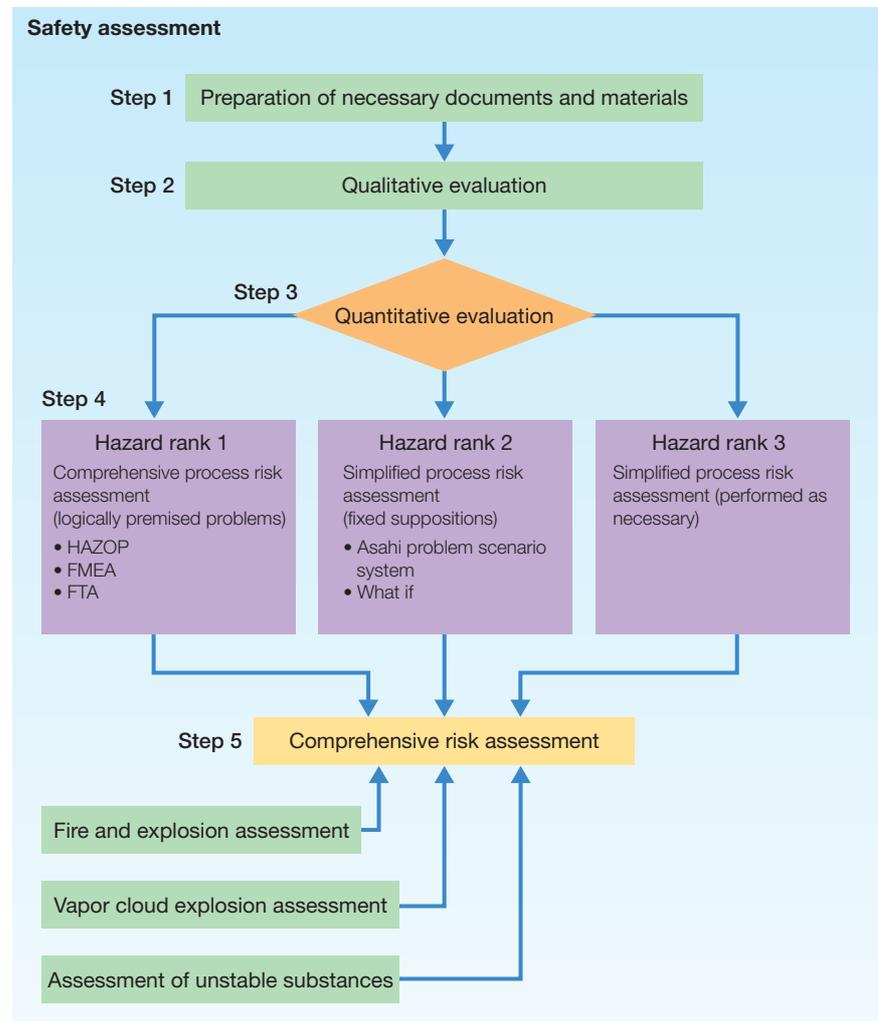 Safety assessment
Step 1
Preparation of necessary documents and materials
Step 2
Qualitative evaluation
Step 3
Quantitative evaluation
Step 4
Hazard rank 1
Comprehensive process risk
assessment
(logically premised problems)
• HAZOP
• FMEA
• FTA
Hazard rank 2
Simplified process risk
assessment
(fixed suppositions)
• Asahi problem scenario
system
• What if
Hazard rank 3
Simplified process risk
assessment (performed as
necessary)
Step 5
Comprehensive risk assessment
Fire and explosion assessment
Vapor cloud explosion assessment
Assessment of unstable substances